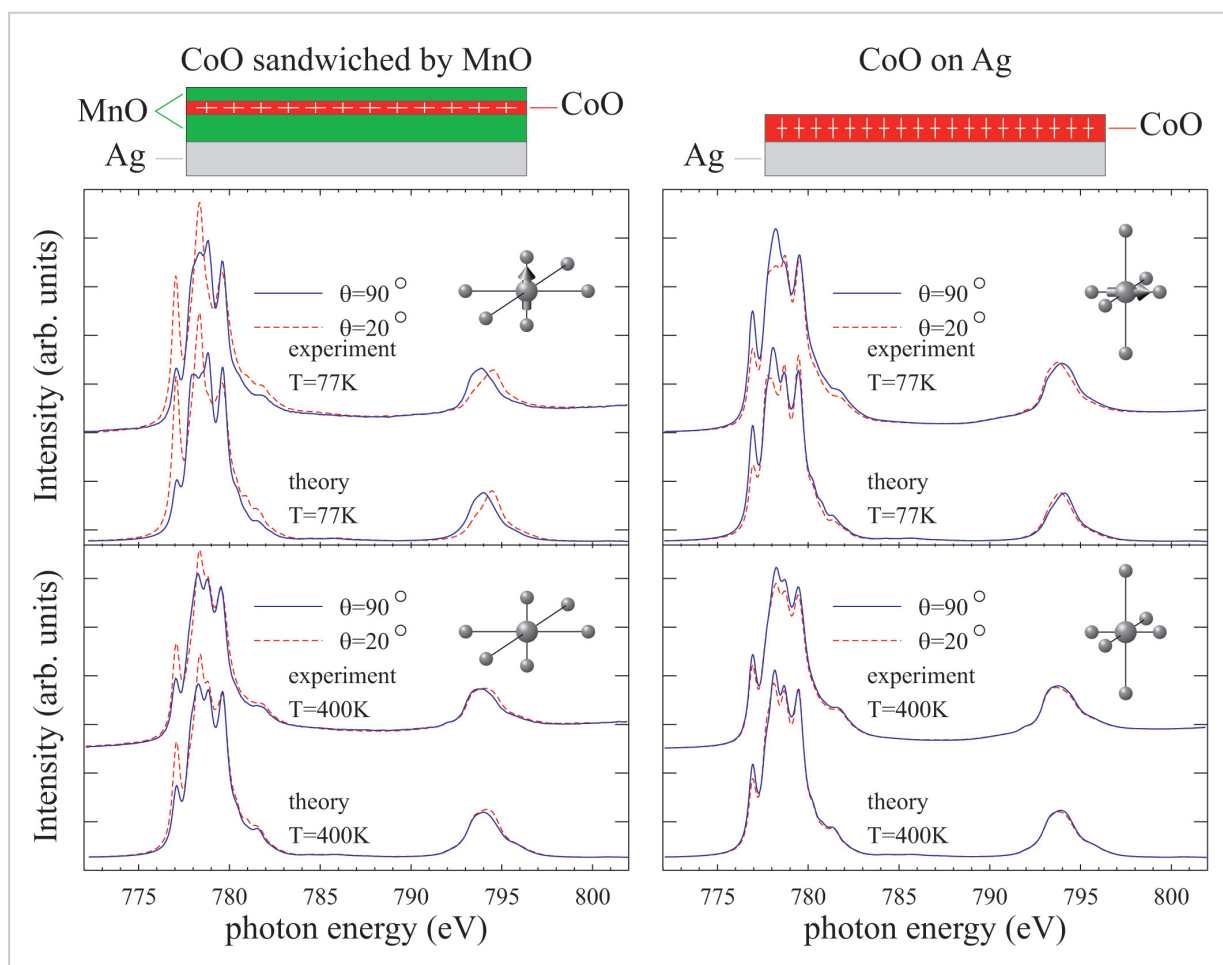 CoO sandwiched by MnO
MnO
CoO
Ag
CoO on Ag
CoO
Ag
Intensity (arb. units)
θ=90°
θ=20°
experiment
T=77K
theory
T=77K
θ=90°
θ=20°
experiment
T=77K
theory
T=77K
Intensity (arb. units)
θ=90°
θ=20°
experiment
T=400K
theory
T=400K
θ=90°
θ=20°
experiment
T=400K
theory
T=400K
775 780 785 790 795 800
photon energy (eV)
775 780 785 790 795 800
photon energy (eV)